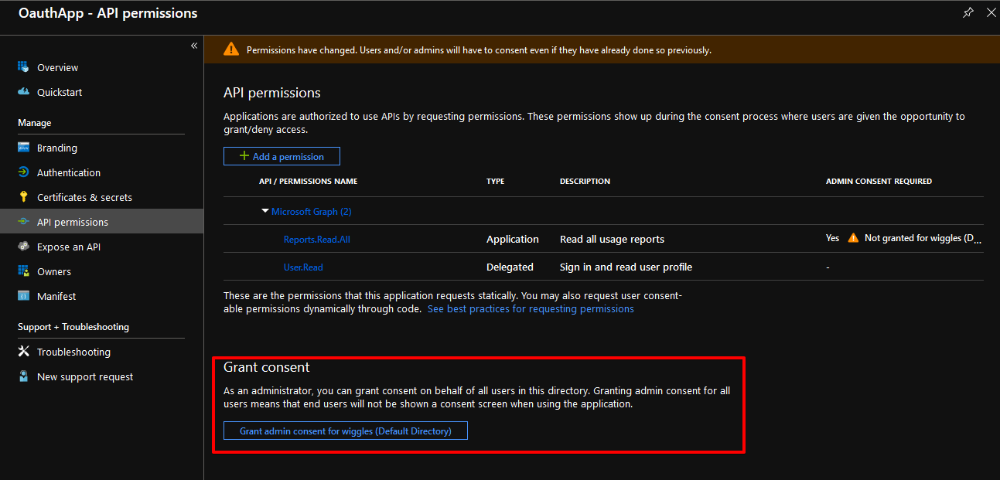 OauthApp - API permissions
«
Overview
Quickstart
Manage
Branding
Authentication
Certificates & secrets
API permissions
Expose an API
Owners
Manifest
Support + Troubleshooting
Troubleshooting
New support request
Permissions have changed. Users and/or admins will have to consent even if they have already done so previously.
API permissions
Applications are authorized to use APIs by requesting permissions. These permissions show up during the consent process where users are given the opportunity to
grant/deny access.
+ Add a permission
API / PERMISSIONS NAME TYPE DESCRIPTION ADMIN CONSENT REQUIRED
Microsoft Graph (2)
Reports.Read.All Application Read all usage reports Yes Not granted for wiggles (D...
User.Read Delegated Sign in and read user profile -
These are the permissions that this application requests statically. You may also request user consent-
able permissions dynamically through code. See best practices for requesting permissions
Grant consent
As an administrator, you can grant consent on behalf of all users in this directory. Granting admin consent for all
users means that end users will not be shown a consent screen when using the application.
Grant admin consent for wiggles (Default Directory)